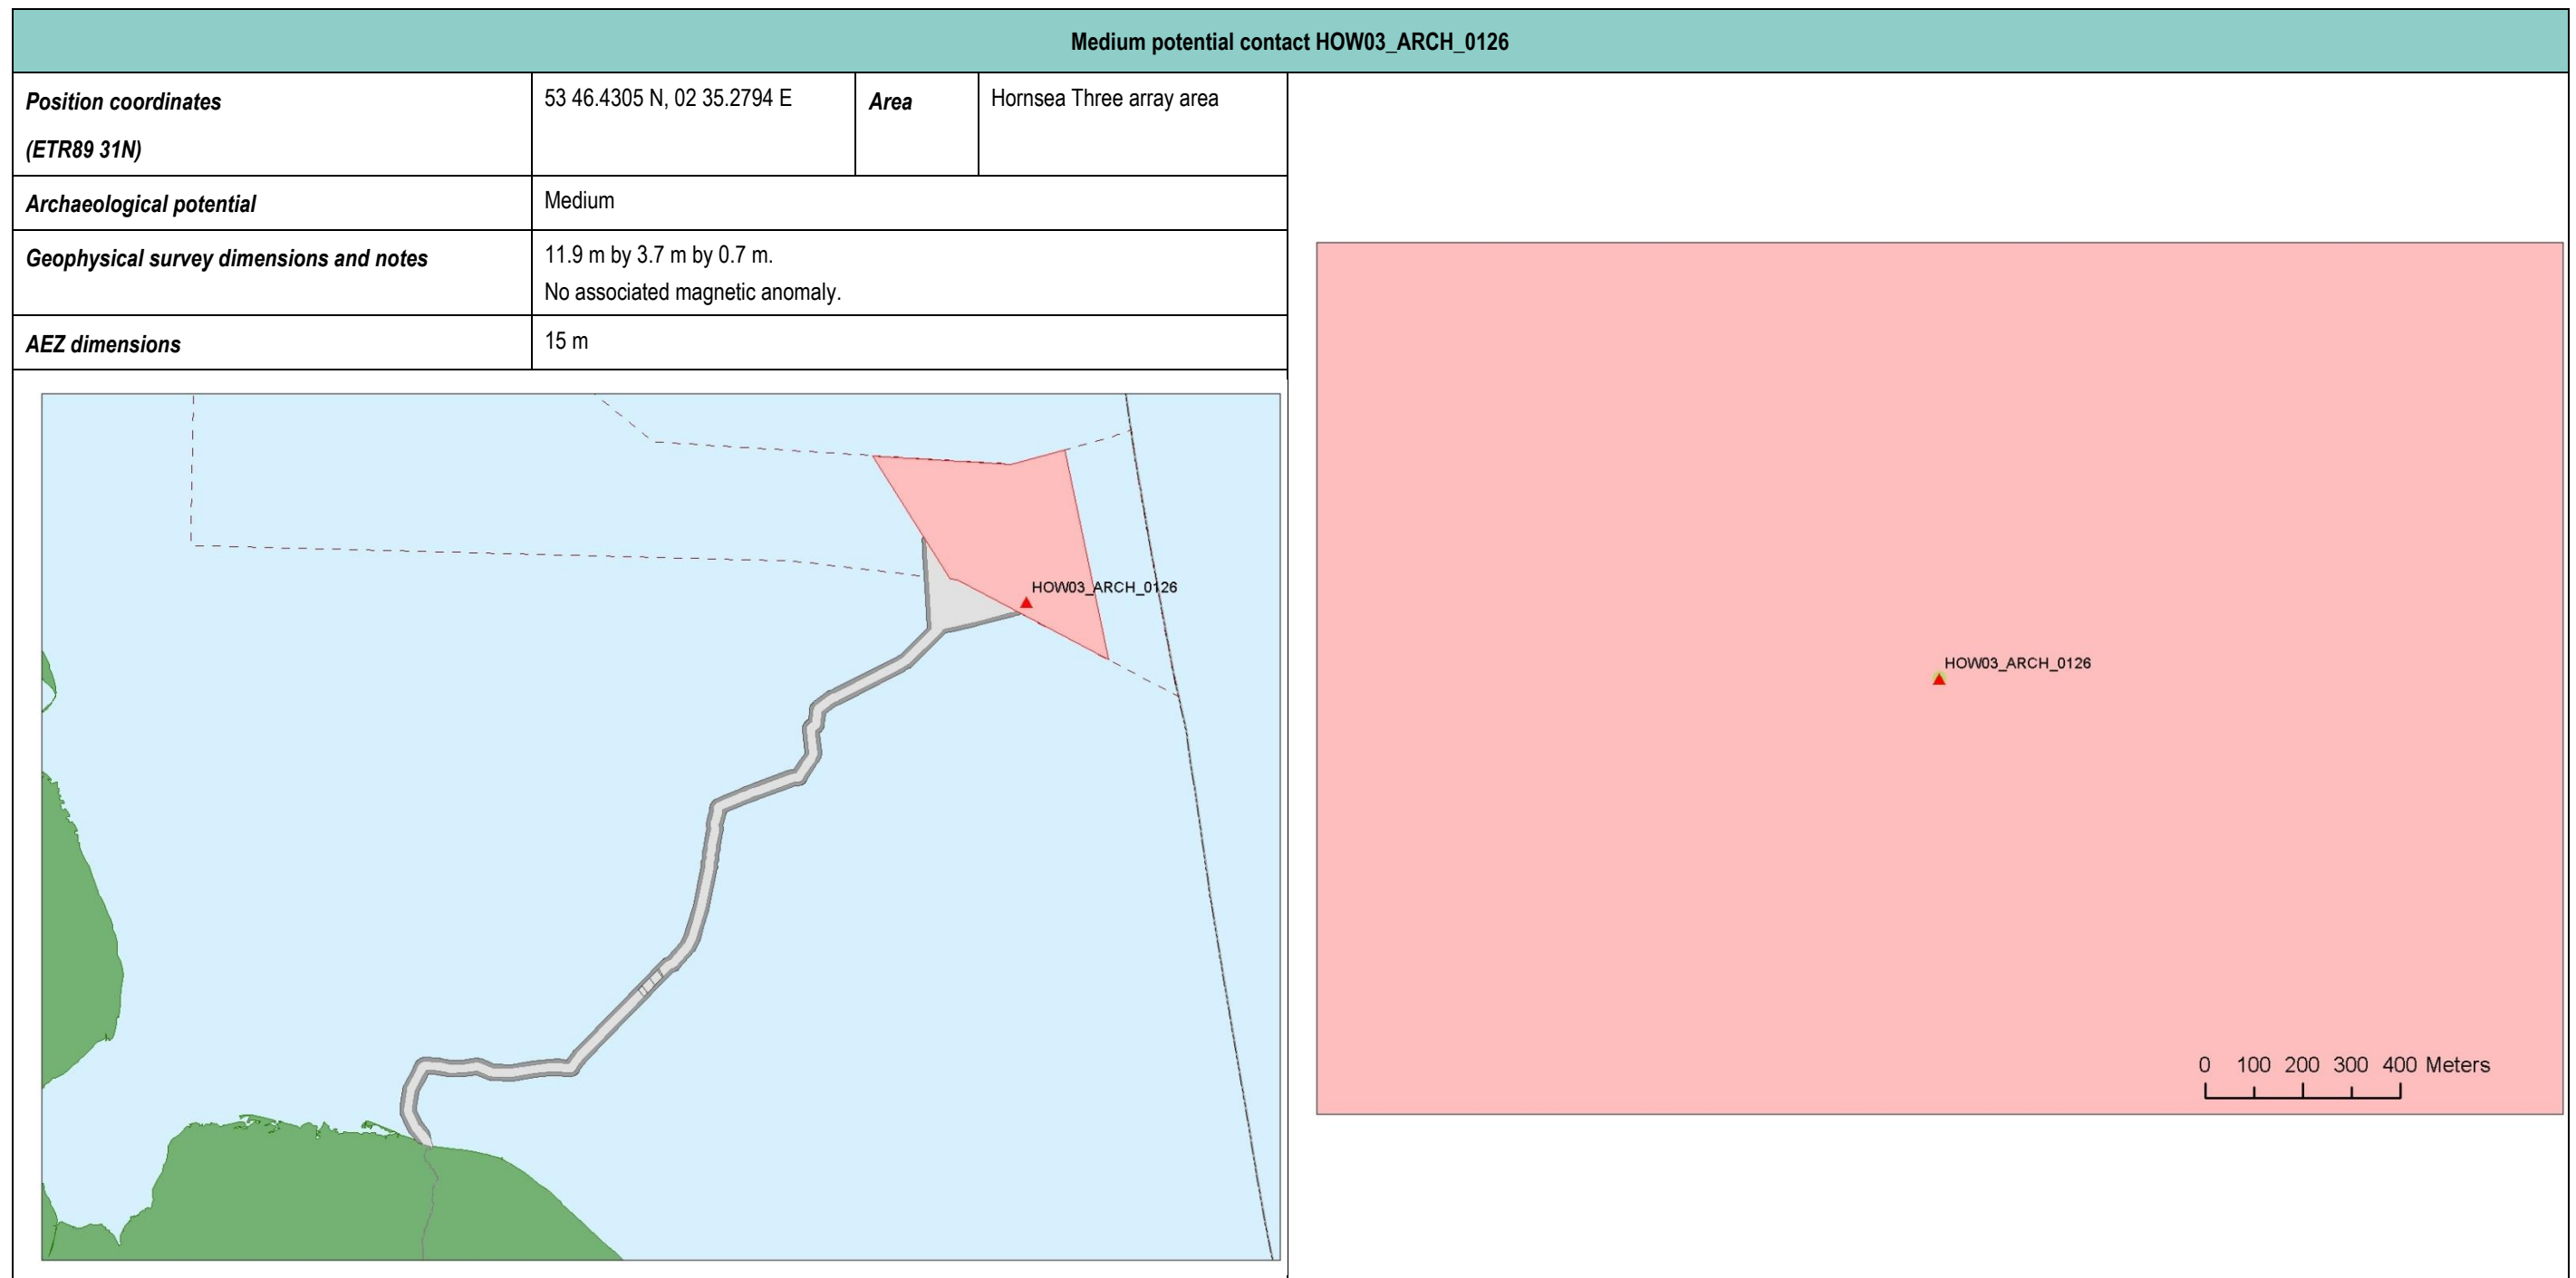 Medium potential contact HOW03_ARCH_0126
Position coordinates
(ETR89 31N)
53 46.4305 N, 02 35.2794 E
Area
Hornsea Three array area
Archaeological potential
Medium
Geophysical survey dimensions and notes
11.9 m by 3.7 m by 0.7 m.
No associated magnetic anomaly.
AEZ dimensions
15 m
HOW03_ARCH_0126
HOW03_ARCH_0126
0 100 200 300 400 Meters